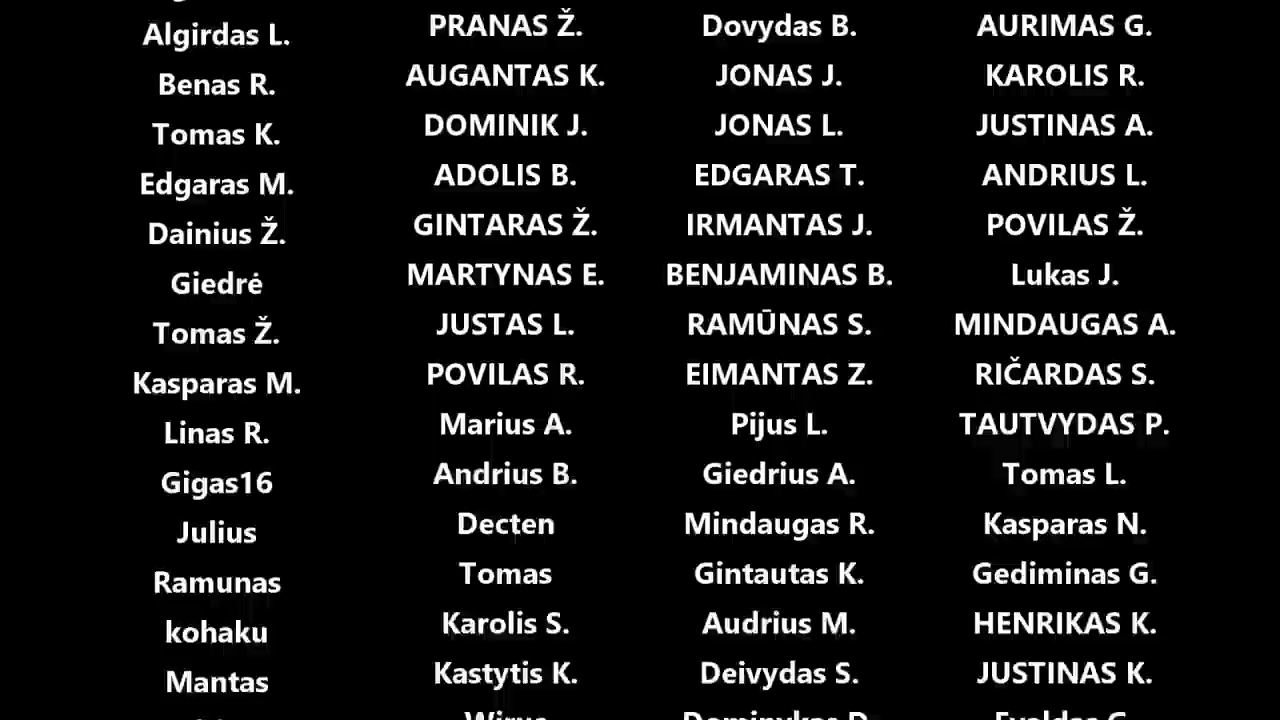 Algirdas L.
Benas R.
Tomas K.
Edgaras M.
Dainius Ž.
Giedrė
Tomas Ž.
Kasparas M.
Linas R.
Gigas16
Julius
Ramunas
kohaku
Mantas
PRANAS Ž.
AUGANTAS K.
DOMINIK J.
ADOLIS B.
GINTARAS Ž.
MARTYNAS E.
JUSTAS L.
POVILAS R.
Marius A.
Andrius B.
Decten
Tomas
Karolis S.
Kastytis K.
Dovydas B.
JONAS J.
JONAS L.
EDGARAS T.
IRMANTAS J.
BENJAMINAS B.
RAMŪNAS S.
EIMANTAS Z.
Pijus L.
Giedrius A.
Mindaugas R.
Gintautas K.
Audrius M.
Deivydas S.
AURIMAS G.
KAROLIS R.
JUSTINAS A.
ANDRIUS L.
POVILAS Ž.
Lukas J.
MINDAUGAS A.
RIČARDAS S.
TAUTVYDAS P.
Tomas L.
Kasparas N.
Gediminas G.
HENRIKAS K.
JUSTINAS K.